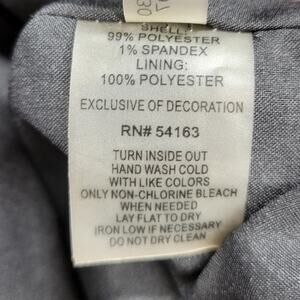 SHELL:
99% POLYESTER
1% SPANDEX
LINING:
100% POLYESTER
EXCLUSIVE OF DECORATION
RN# 54163
TURN INSIDE OUT
HAND WASH COLD
WITH LIKE COLORS
ONLY NON-CHLORINE BLEACH
WHEN NEEDED
LAY FLAT TO DRY
IRON LOW IF NECESSARY
DO NOT DRY CLEAN